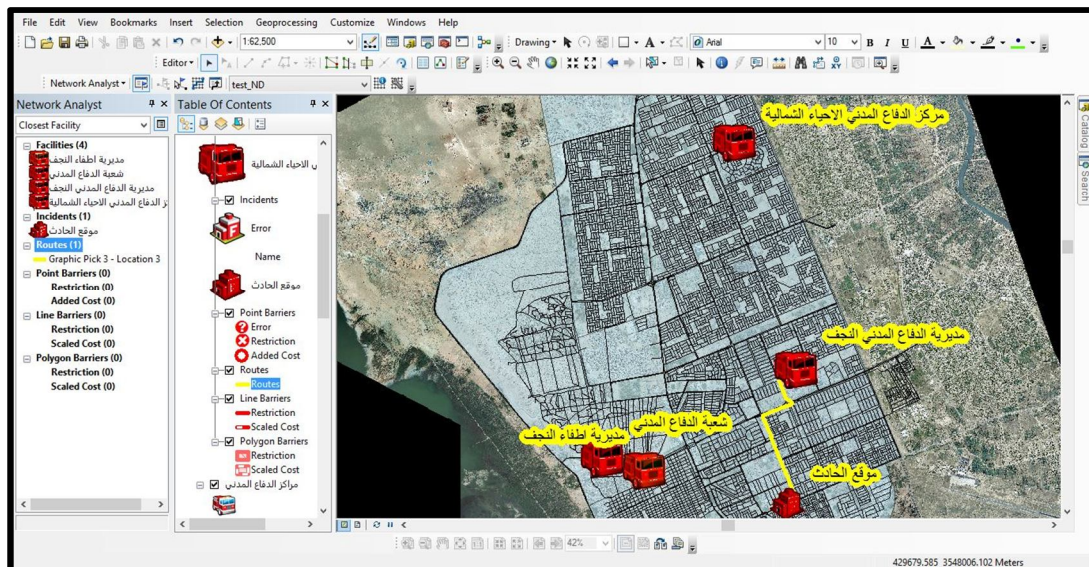 File Edit View Bookmarks Insert Selection Geoprocessing Customize Windows Help
1:62,500
Drawing
Arial
10
B I U A
Editor
Network Analyst
test_ND
Network Analyst
Closest Facility
Facilities (4)
مديرية اطفاء النجف
شعبة الدفاع المدني
مديرية الدفاع المدني النجف
ز الدفاع المدني الاحياء الشمالية
Incidents (1)
موقع الحادث
Routes (1)
Graphic Pick 3 - Location 3
Point Barriers (0)
Restriction (0)
Added Cost (0)
Line Barriers (0)
Restriction (0)
Scaled Cost (0)
Polygon Barriers (0)
Restriction (0)
Scaled Cost (0)
Table Of Contents
ي الاحياء الشمالية
Incidents
Error
Name
موقع الحادث
Point Barriers
Error
Restriction
Added Cost
Routes
Routes
Line Barriers
Restriction
Scaled Cost
Polygon Barriers
Restriction
Scaled Cost
مراكز الدفاع المدني
مركز الدفاع المدني الاحياء الشمالية
مديرية الدفاع المدني النجف
شعبة الدفاع المدني
مديرية اطفاء النجف
موقع الحادث
Catalog
Search
42%
429679.585 3548006.102 Meters